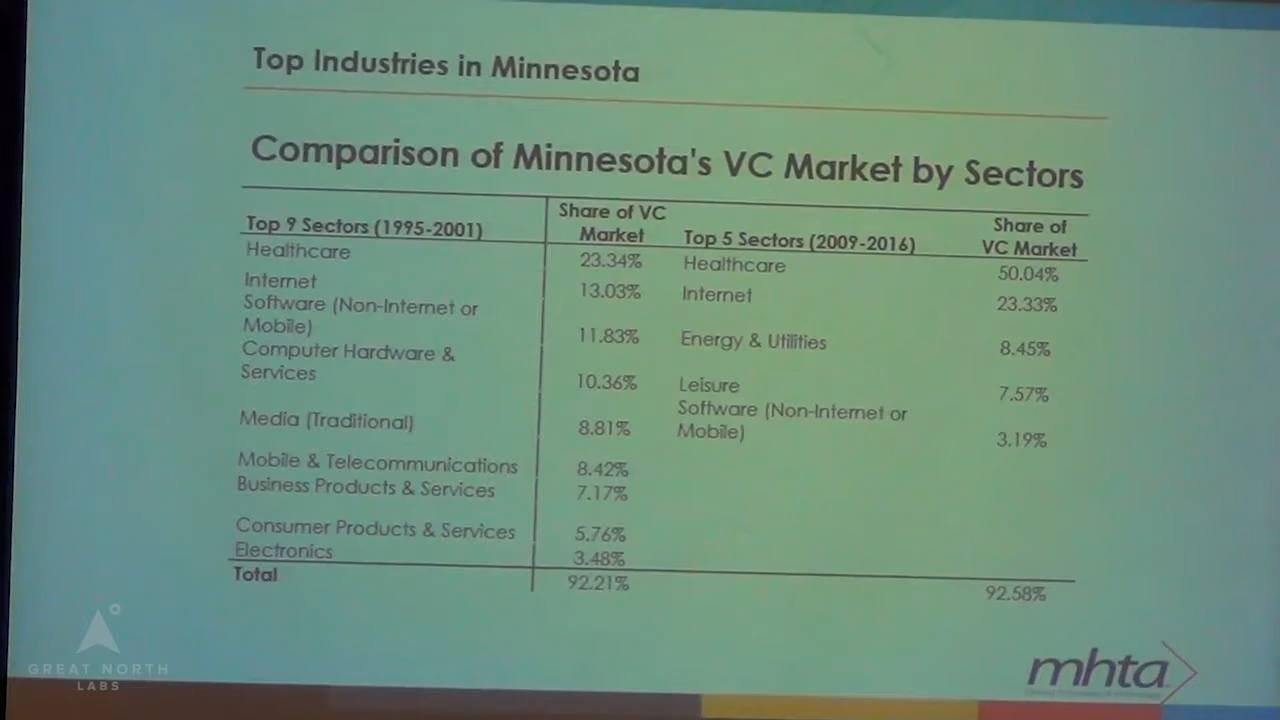 Top Industries in Minnesota
Comparison of Minnesota's VC Market by Sectors
Top 9 Sectors (1995-2001)
Share of VC
Market
Top 5 Sectors (2009-2016)
Share of
VC Market
Healthcare 23.34% Healthcare 50.04%
Internet 13.03% Internet 23.33%
Software (Non-Internet or
Mobile) 11.83% Energy & Utilities 8.45%
Computer Hardware &
Services 10.36% Leisure 7.57%
Media (Traditional) 8.81% Software (Non-Internet or
Mobile) 3.19%
Mobile & Telecommunications 8.42%
Business Products & Services 7.17%
Consumer Products & Services 5.76%
Electronics 3.48%
Total 92.21% 92.58%
GREAT NORTH
LABS
mhta